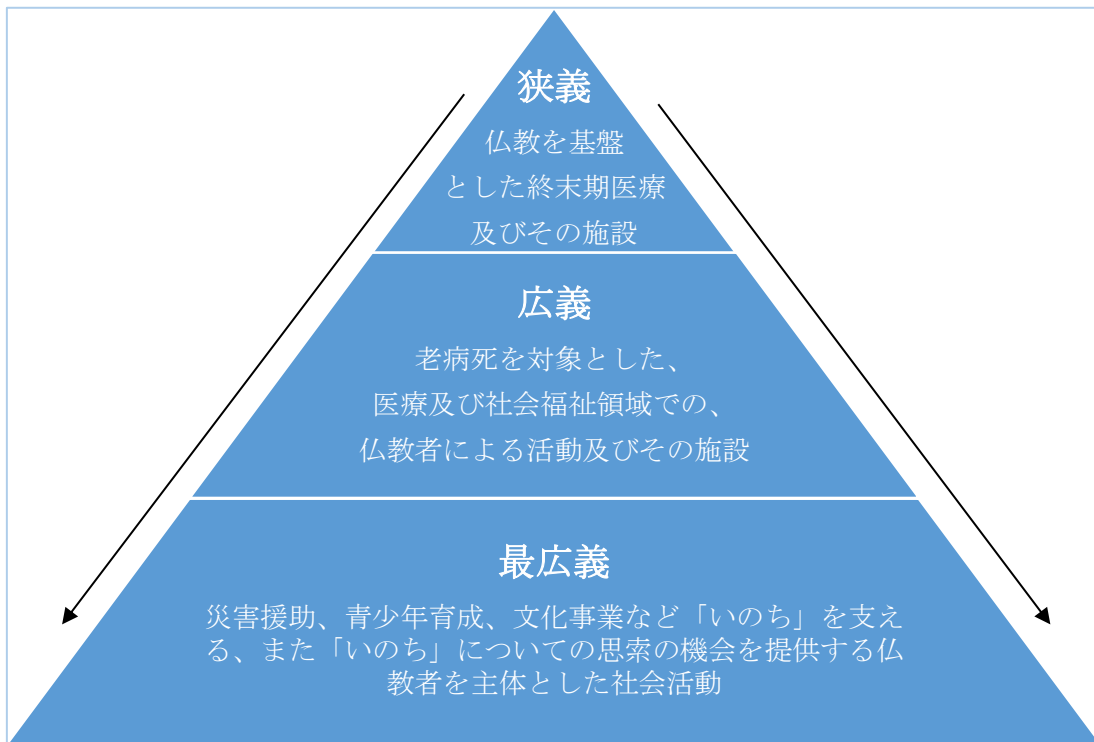 狭義
仏教を基盤
とした終末期医療
及びその施設
広義
老病死を対象とした、
医療及び社会福祉領域での、
仏教者による活動及びその施設
最広義
災害援助、青少年育成、文化事業など「いのち」を支え
る、また「いのち」についての思索の機会を提供する仏
教者を主体とした社会活動